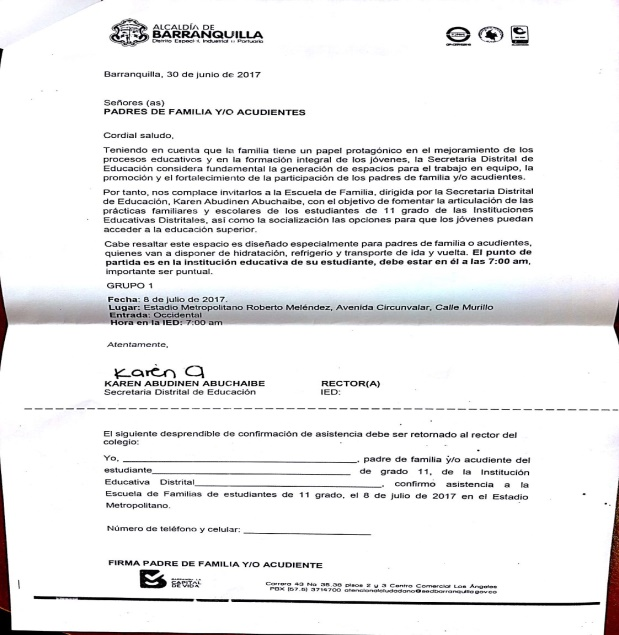 ALCALDÍA DE
BARRANQUILLA
Distrito Especial, Industrial y Portuario
Barranquilla, 30 de junio de 2017
Señores (as)
PADRES DE FAMILIA Y/O ACUDIENTES
Cordial saludo,
Teniendo en cuenta que la familia tiene un papel protagónico en el mejoramiento de los
procesos educativos y en la formación integral de los jóvenes, la Secretaria Distrital de
Educación considera fundamental la generación de espacios para el trabajo en equipo, la
promoción y el fortalecimiento de la participación de los padres de familia y/o acudientes.
Por tanto, nos complace invitarlos a la Escuela de Familia, dirigida por la Secretaria Distrital
de Educación, Karen Abudinen Abuchaibe, con el objetivo de fomentar la articulación de las
prácticas familiares y escolares de los estudiantes de 11 grado de las Instituciones
Educativas Distritales, así como la socialización las opciones para que los jóvenes puedan
acceder a la educación superior.
Cabe resaltar este espacio es diseñado especialmente para padres de familia o acudientes,
quienes van a disponer de hidratación, refrigerio y transporte de ida y vuelta. El punto de
partida es en la institución educativa de su estudiante, debe estar en él a las 7:00 am,
importante ser puntual.
GRUPO 1
Fecha: 8 de julio de 2017.
Lugar: Estadio Metropolitano Roberto Meléndez, Avenida Circunvalar, Calle Murillo
Entrada: Occidental
Hora en la IED: 7:00 am
Atentamente,
Karen A
KAREN ABUDINEN ABUCHAIBE RECTOR(A)
Secretaria Distrital de Educación IED:
El siguiente desprendible de confirmación de asistencia debe ser retornado al rector del
colegio:
Yo, ______________________, padre de familia y/o acudiente del
estudiante______________________ de grado 11, de la Institución
Educativa Distrital______________________, confirmo asistencia a la
Escuela de Familias de estudiantes de 11 grado, el 8 de julio de 2017 en el Estadio
Metropolitano.
Número de teléfono y celular: ______________________
FIRMA PADRE DE FAMILIA Y/O ACUDIENTE
CAPITAL
DE VIDA
Carrera 43 No 35.38 pisos 2 y 3 Centro Comercial Los Ángeles
PBX (57.5) 3714700 atencionalciudadano@sedbarranquilla.gov.co